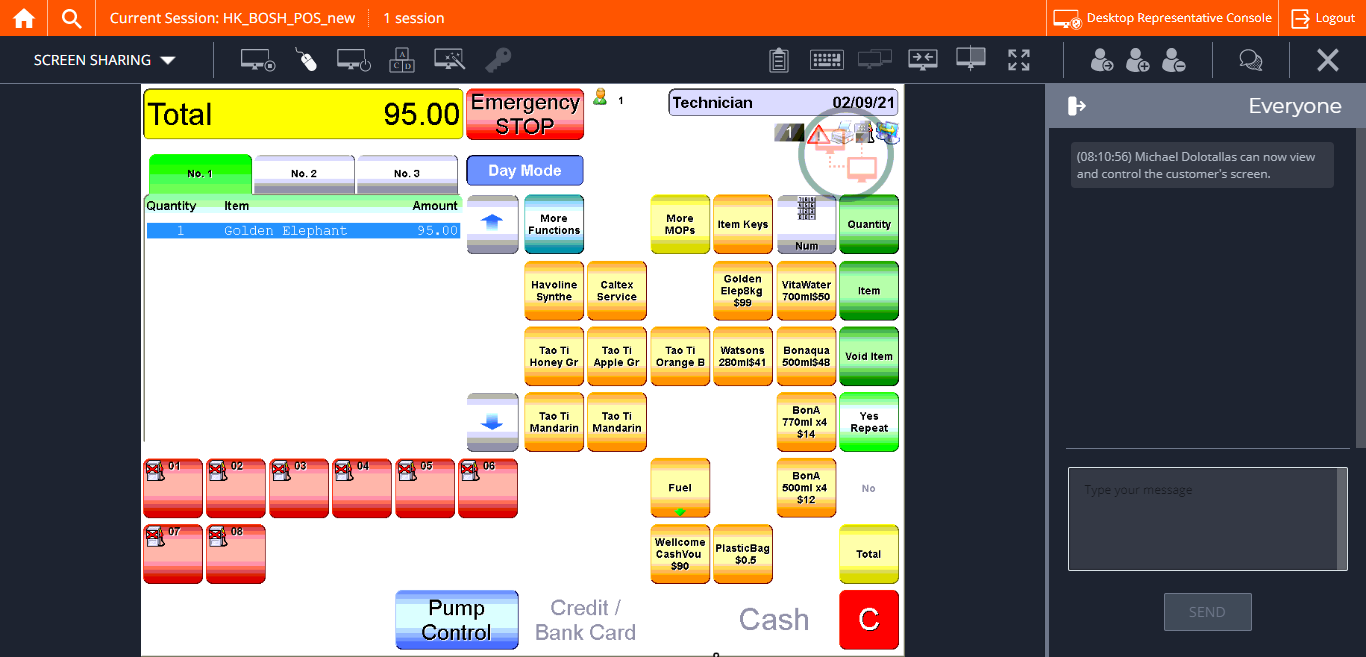 Current Session: HK_BOSH_POS_new
1 session
Desktop Representative Console
Logout
SCREEN SHARING
A
B C D
Total 95.00
Emergency
STOP
1
Technician 02/09/21
1
No. 1
No. 2
No. 3
Day Mode
Quantity Item Amount
1 Golden Elephant 95.00
More
Functions
More
MOPs
Item Keys
Num
Quantity
Havoline
Synthe
Caltex
Service
Golden
Elep8kg
$99
VitaWater
700ml$50
Item
Tao Ti
Honey Gr
Tao Ti
Apple Gr
Tao Ti
Orange B
Watsons
280ml$41
Bonaqua
500ml$48
Void Item
Tao Ti
Mandarin
Tao Ti
Mandarin
BonA
770ml x4
$14
Yes
Repeat
01
02
03
04
05
06
Fuel
BonA
500ml x4
$12
No
07
08
Wellcome
CashVou
$90
PlasticBag
$0.5
Total
Pump
Control
Credit /
Bank Card
Cash
C
Everyone
(08:10:56) Michael Dolotallas can now view
and control the customer's screen.
Type your message
SEND